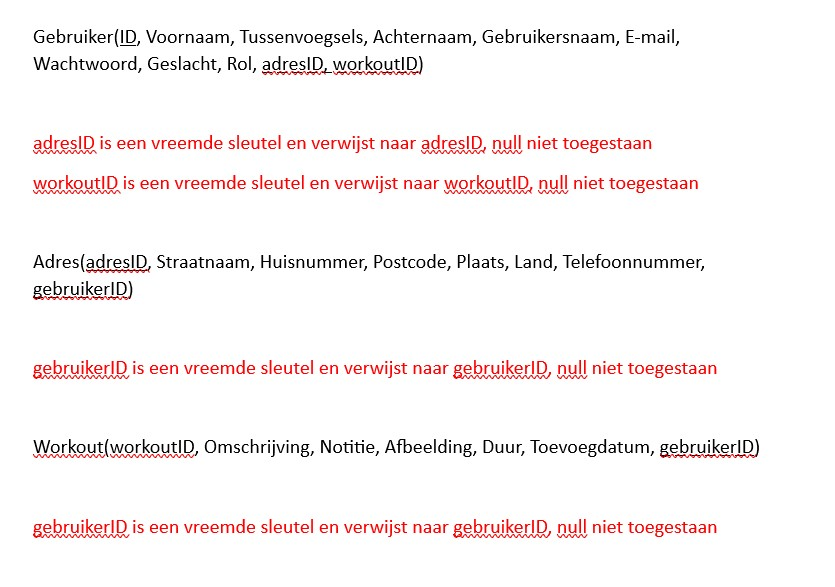 Gebruiker(ID, Voornaam, Tussenvoegsels, Achternaam, Gebruikersnaam, E-mail,
Wachtwoord, Geslacht, Rol, adresID, workoutID)
adresID is een vreemde sleutel en verwijst naar adresID, null niet toegestaan
workoutID is een vreemde sleutel en verwijst naar workoutID, null niet toegestaan
Adres(adresID, Straatnaam, Huisnummer, Postcode, Plaats, Land, Telefoonnummer,
gebruikerID)
gebruikerID is een vreemde sleutel en verwijst naar gebruikerID, null niet toegestaan
Workout(workoutID, Omschrijving, Notitie, Afbeelding, Duur, Toevoegdatum, gebruikerID)
gebruikerID is een vreemde sleutel en verwijst naar gebruikerID, null niet toegestaan